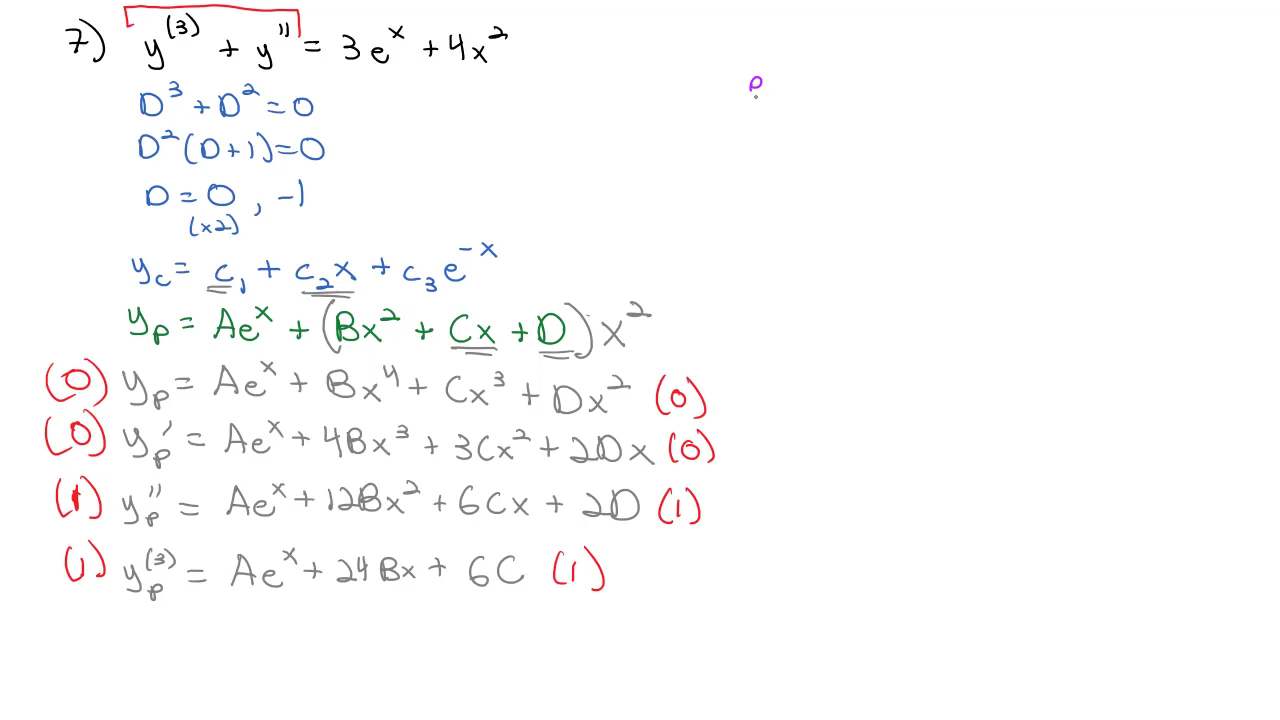 7) y^(3) + y'' = 3e^x + 4x^2
D^3 + D^2 = 0
D^2(D+1)=0
D = 0, -1
(x2)
y_c = c_1 + c_2x + c_3e^-x
y_p = Ae^x + (Bx^2 + Cx + D)x^2
(0) y_p = Ae^x + Bx^4 + Cx^3 + Dx^2 (0)
(0) y_p' = Ae^x + 4Bx^3 + 3Cx^2 + 2Dx (0)
(1) y_p'' = Ae^x + 12Bx^2 + 6Cx + 2D (1)
(1) y_p^(3) = Ae^x + 24Bx + 6C (1)